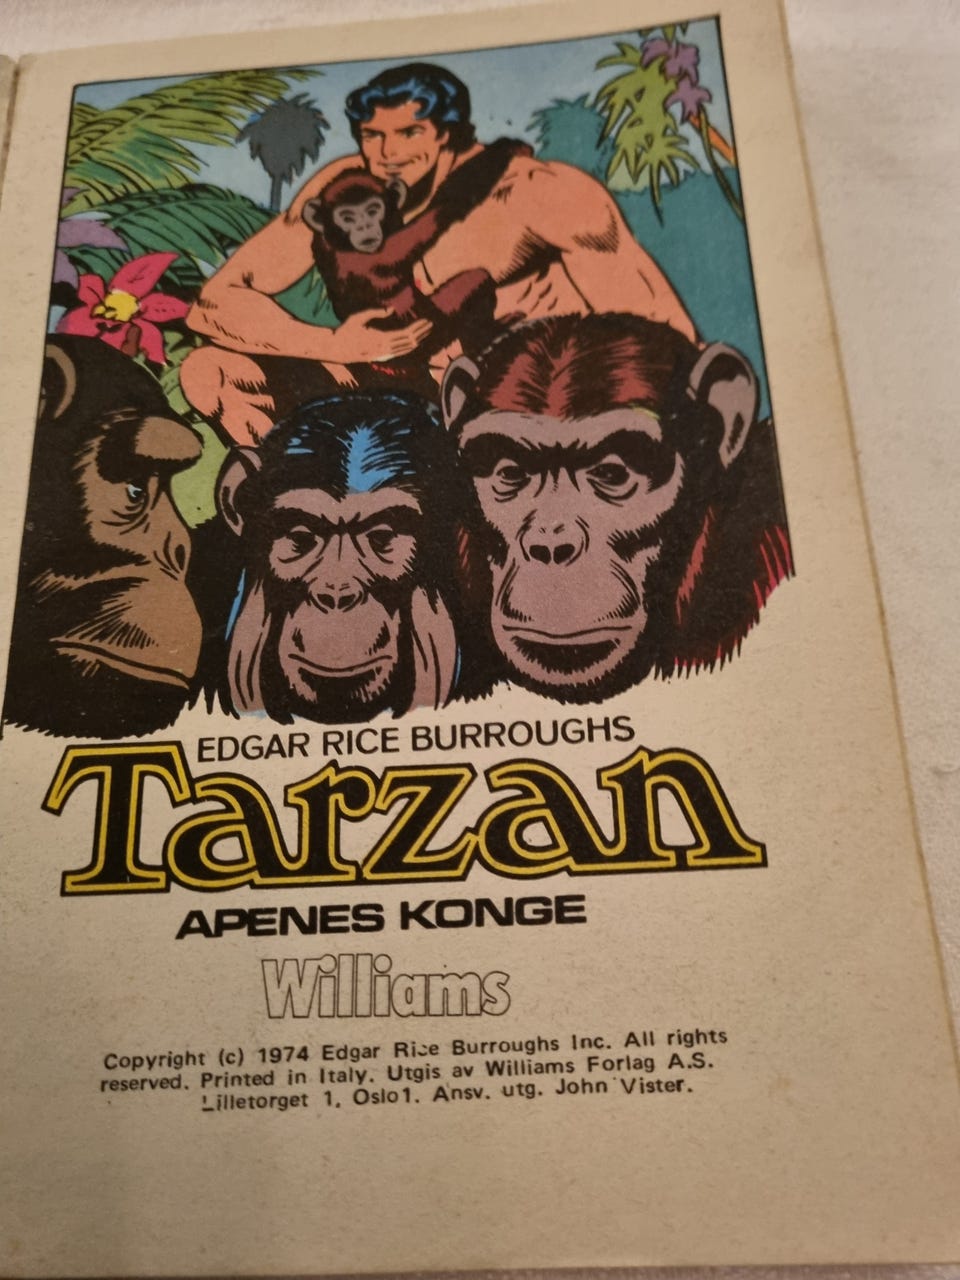 EDGAR RICE BURROUGHS
Tarzan
APENES KONGE
Williams
Copyright (c) 1974 Edgar Rice Burroughs Inc. All rights
reserved. Printed in Italy. Utgis av Williams Forlag A.S.
Lilletorget 1, Oslo1. Ansv. utg. John Vister.